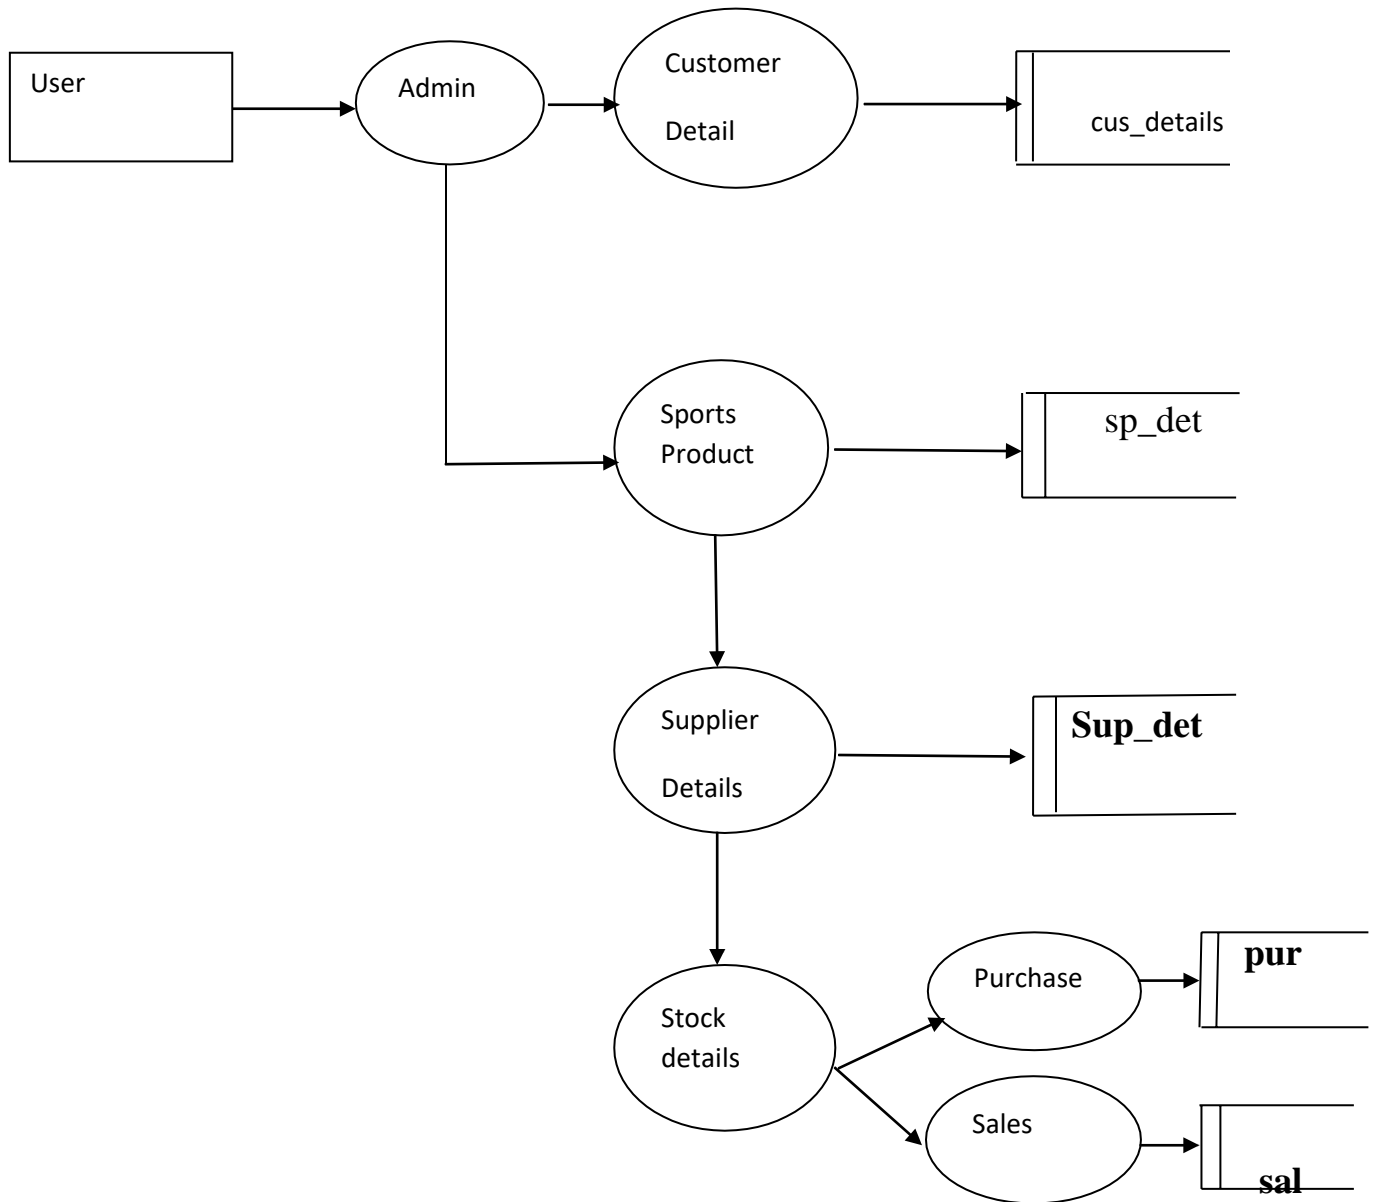 User
Admin
Customer
Detail
cus_details
Sports
Product
sp_det
Supplier
Details
Sup_det
Stock
details
Purchase
pur
Sales
sal